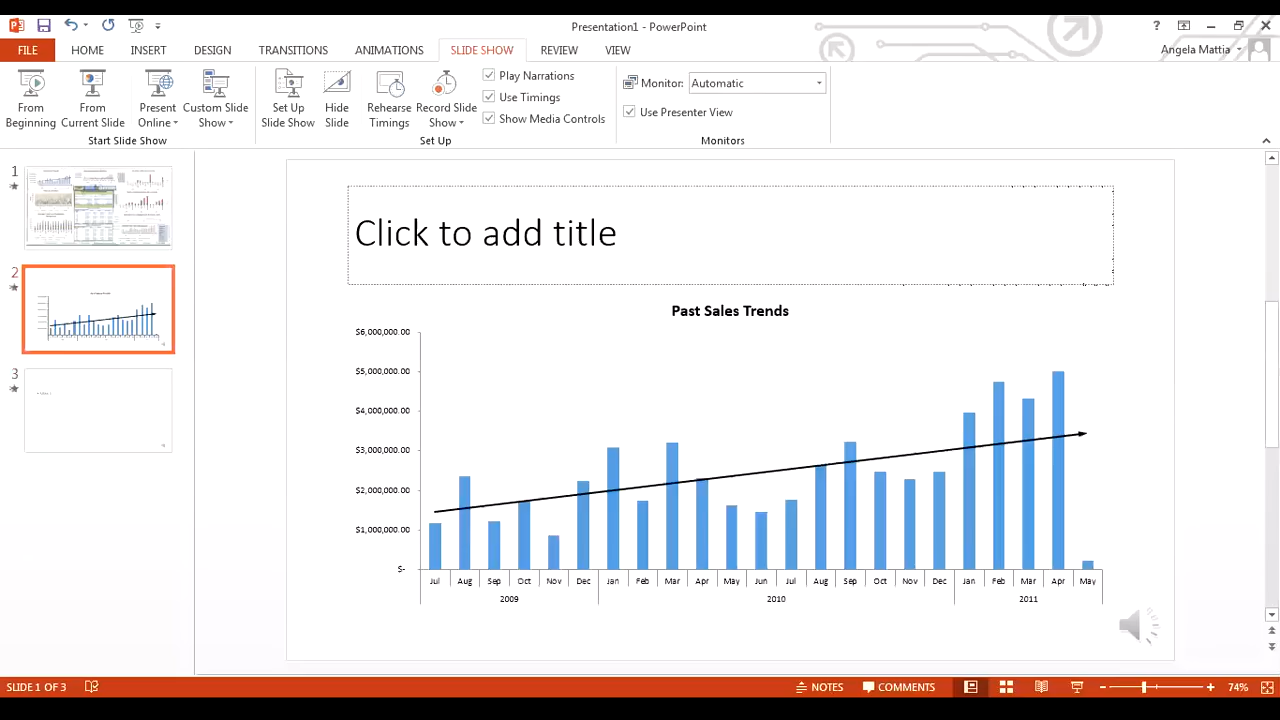 Presentation1 - PowerPoint
?
FILE
HOME
INSERT
DESIGN
TRANSITIONS
ANIMATIONS
SLIDE SHOW
REVIEW
VIEW
Angela Mattia
From Beginning
From Current Slide
Present Online
Custom Slide Show
Set Up Slide Show
Hide Slide
Rehearse Timings
Record Slide Show
Play Narrations
Use Timings
Show Media Controls
Monitor: Automatic
Use Presenter View
Start Slide Show
Set Up
Monitors
1
2
3
Click to add title
Past Sales Trends
$6,000,000.00
$5,000,000.00
$4,000,000.00
$3,000,000.00
$2,000,000.00
$1,000,000.00
$-
Jul Aug Sep Oct Nov Dec Jan Feb Mar Apr May Jun Jul Aug Sep Oct Nov Dec Jan Feb Mar Apr May
2009 2010 2011
SLIDE 1 OF 3
NOTES
COMMENTS
74%